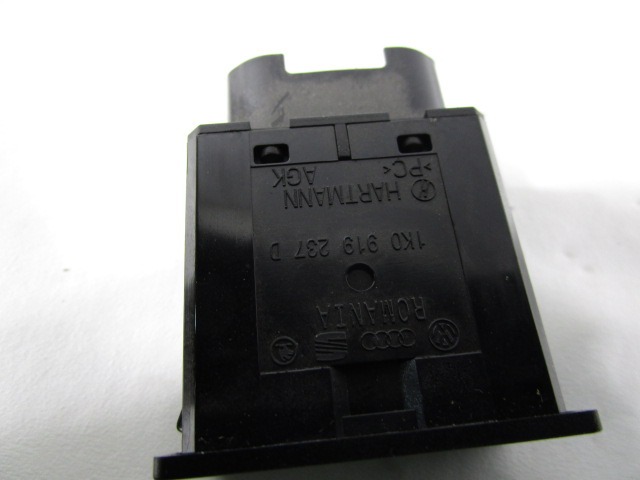 ROMANIA
1K0 919 237 D
HARTMANN
>PC< AGK